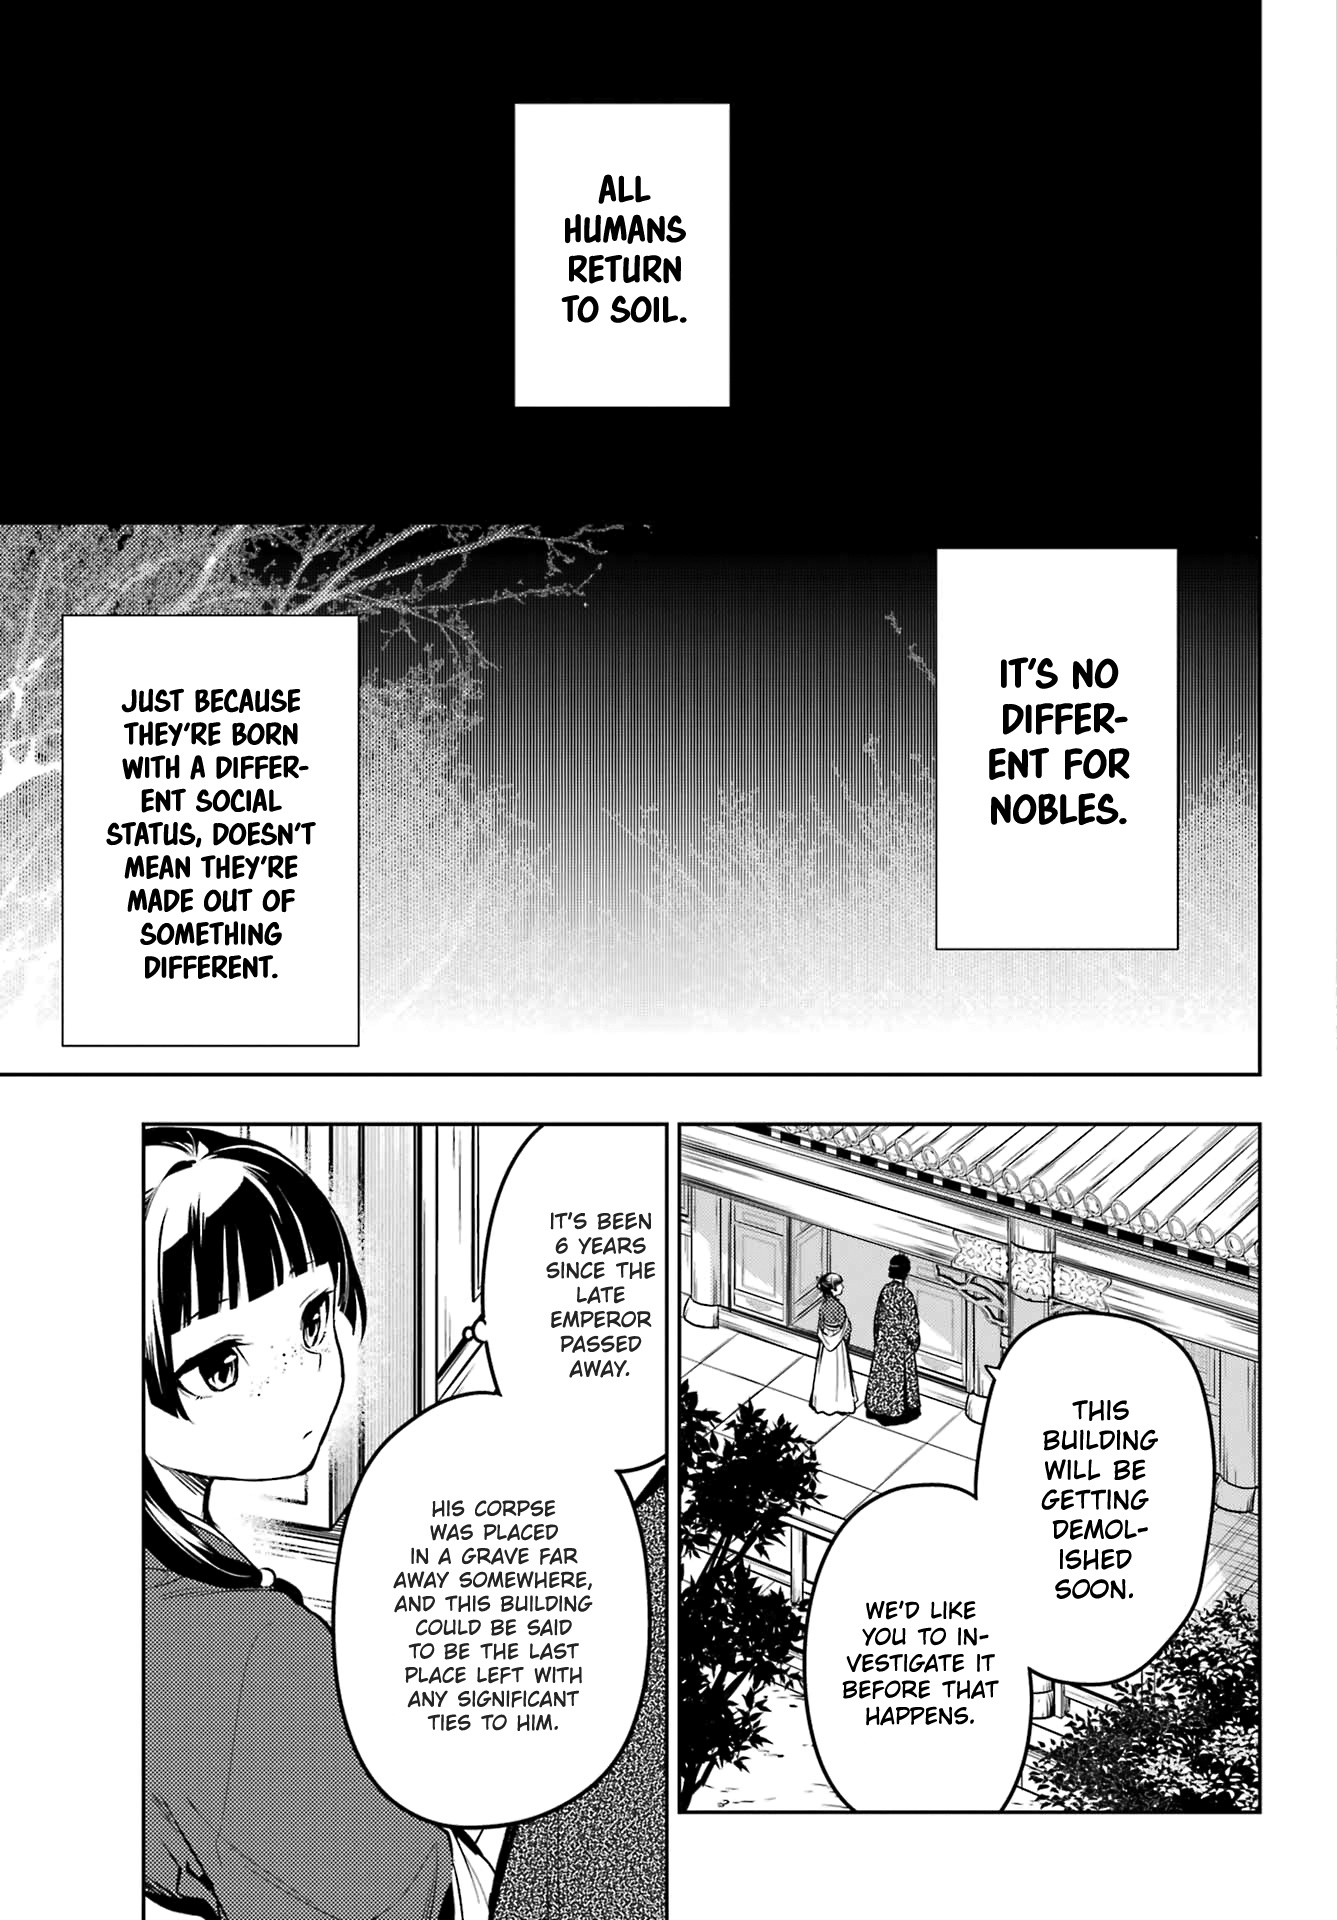 ALL
HUMANS
RETURN
TO SOIL.
IT'S NO
DIFFER-
ENT FOR
NOBLES.
JUST BECAUSE
THEY'RE BORN
WITH A DIFFER-
ENT SOCIAL
STATUS, DOESN'T
MEAN THEY'RE
MADE OUT OF
SOMETHING
DIFFERENT.
THIS
BUILDING
WILL BE
GETTING
DEMOL-
ISHED
SOON.
WE'D LIKE
YOU TO IN-
VESTIGATE IT
BEFORE THAT
HAPPENS.
IT'S BEEN
6 YEARS
SINCE THE
LATE
EMPEROR
PASSED
AWAY.
HIS CORPSE
WAS PLACED
IN A GRAVE FAR
AWAY SOMEWHERE,
AND THIS BUILDING
COULD BE SAID
TO BE THE LAST
PLACE LEFT WITH
ANY SIGNIFICANT
TIES TO HIM.